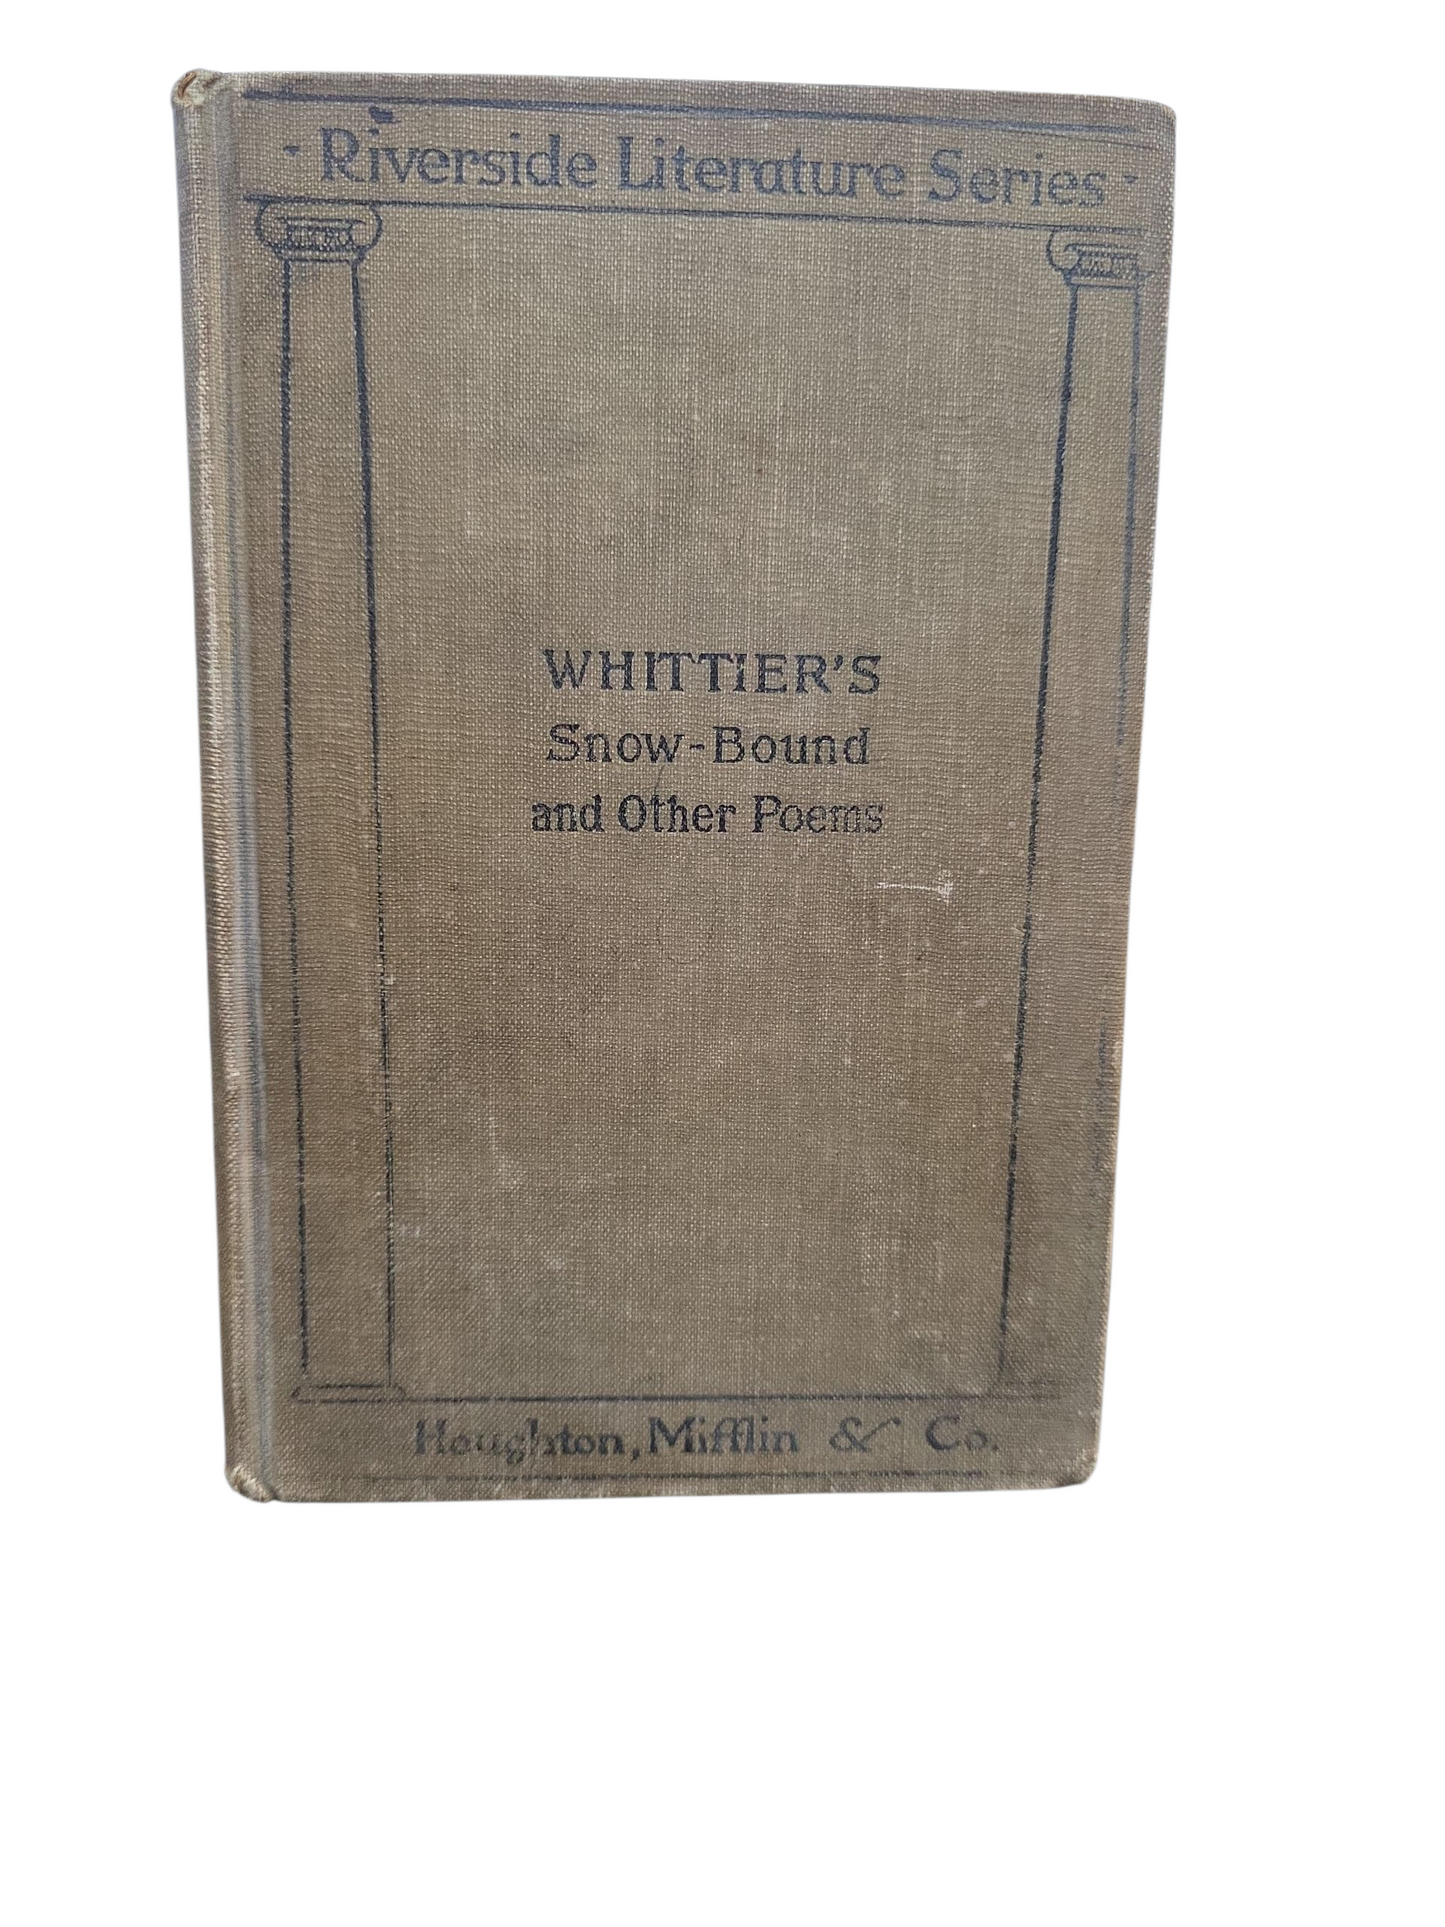 - Riverside Literature Series -
WHITTIER'S
Snow-Bound
and Other Poems
Houghton, Mifflin & Co.